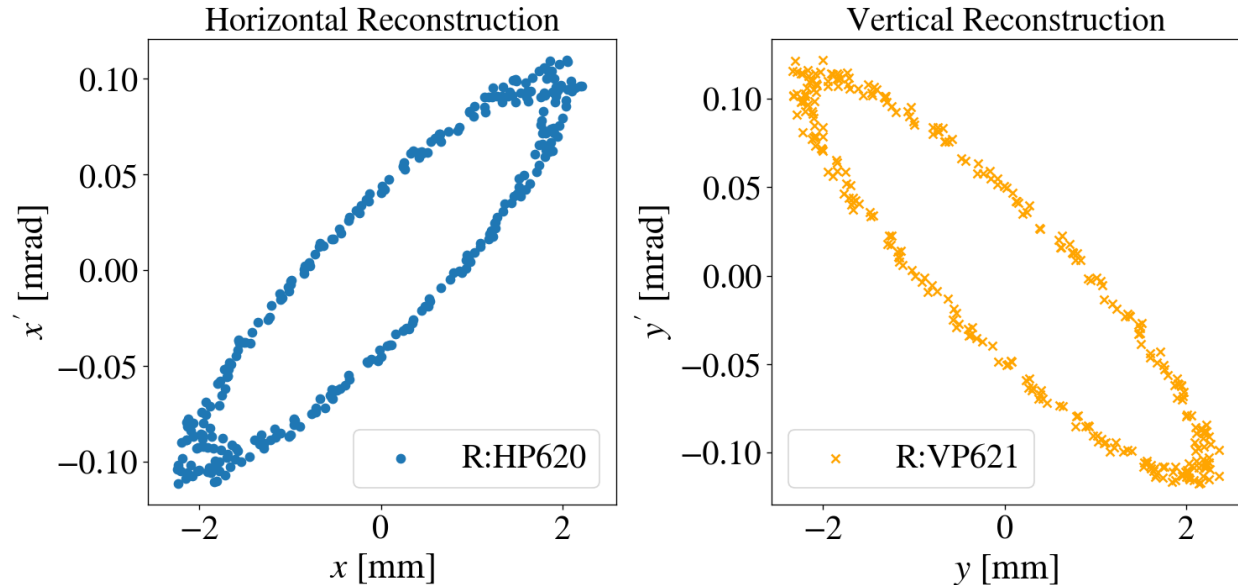 Horizontal Reconstruction
0.10
0.05
0.00
−0.05
−0.10
x′ [mrad]
R:HP620
−2
0
2
x [mm]
Vertical Reconstruction
0.10
0.05
0.00
−0.05
−0.10
y′ [mrad]
R:VP621
−2
0
2
y [mm]